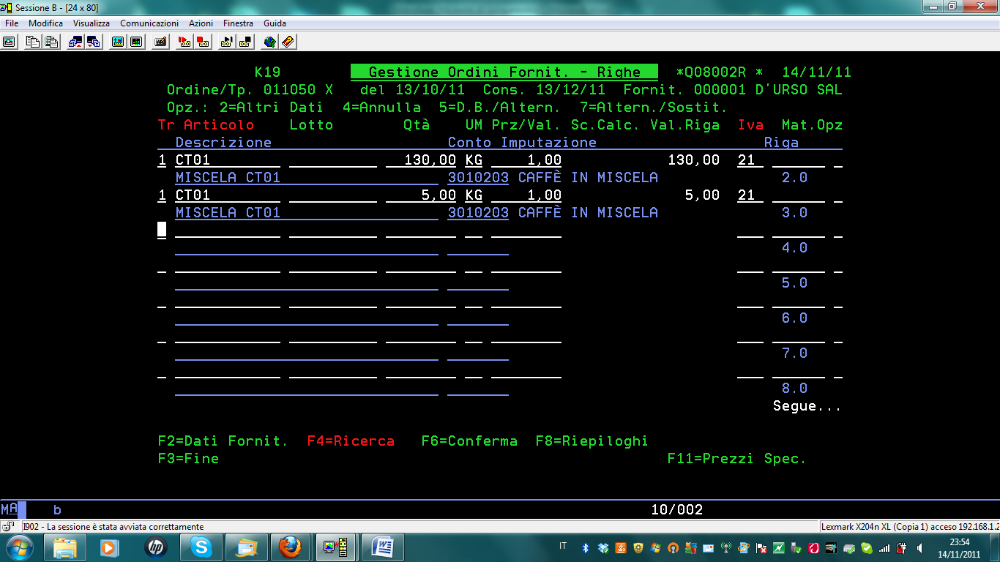 Sessione B - [24 x 80]
File Modifica Visualizza Comunicazioni Azioni Finestra Guida
K19 Gestione Ordini Fornit. - Righe *Q08002R * 14/11/11
Ordine/Tp. 011050 X del 13/10/11 Cons. 13/12/11 Fornit. 000001 D'URSO SAL
Opz.: 2=Altri Dati 4=Annulla 5=D.B./Altern. 7=Altern./Sostit.
Tr Articolo Lotto Qtà UM Prz/Val. Sc.Calc. Val.Riga Iva Mat.Opz
Descrizione Conto Imputazione Riga
1 CT01 130,00 KG 1,00 130,00 21
MISCELA CT01 3010203 CAFFÈ IN MISCELA 2.0
1 CT01 5,00 KG 1,00 5,00 21
MISCELA CT01 3010203 CAFFÈ IN MISCELA 3.0
4.0
5.0
6.0
7.0
8.0
Segue...
F2=Dati Fornit. F4=Ricerca F6=Conferma F8=Riepiloghi
F3=Fine F11=Prezzi Spec.
MA b 10/002
I902 - La sessione è stata avviata correttamente Lexmark X204n XL (Copia 1) acceso 192.168.1.2
IT 23:54
14/11/2011